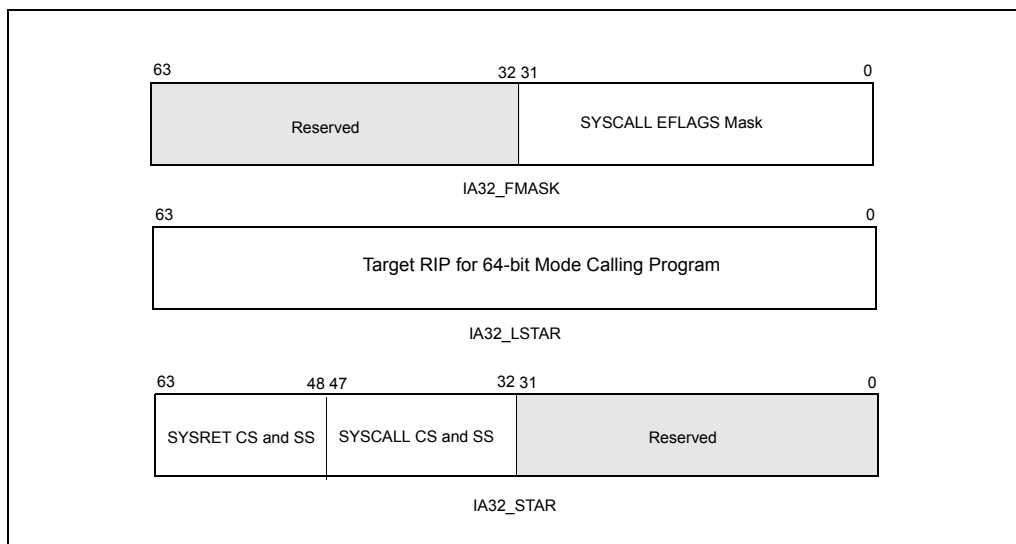 63 32 31 0
Reserved SYSCALL EFLAGS Mask
IA32_FMASK
63 0
Target RIP for 64-bit Mode Calling Program
IA32_LSTAR
63 48 47 32 31 0
SYSRET CS and SS SYSCALL CS and SS Reserved
IA32_STAR